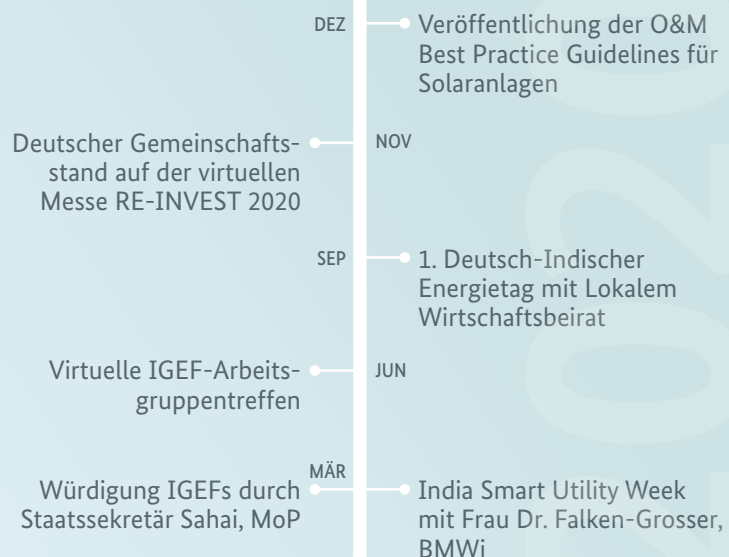 DEZ
Veröffentlichung der O&M
Best Practice Guidelines für
Solaranlagen
Deutscher Gemeinschafts-
stand auf der virtuellen
Messe RE-INVEST 2020
NOV
SEP
1. Deutsch-Indischer
Energietag mit Lokalem
Wirtschaftsbeirat
Virtuelle IGEF-Arbeits-
gruppentreffen
JUN
MÄR
Würdigung IGEFs durch
Staatssekretär Sahai, MoP
India Smart Utility Week
mit Frau Dr. Falken-Grosser,
BMWi
2020